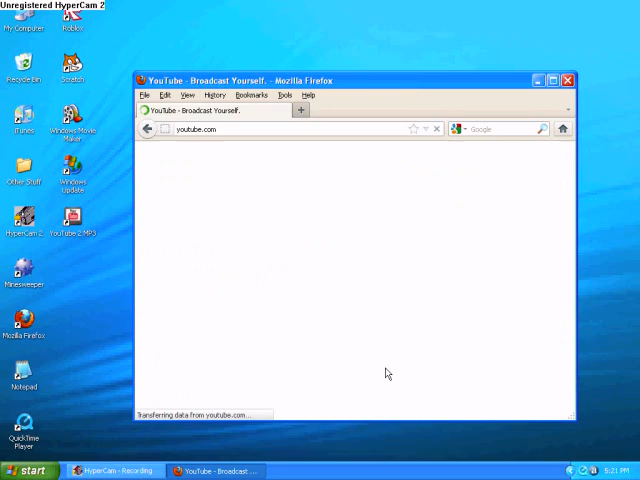 Unregistered HyperCam 2
My Computer
Roblox
Recycle Bin
Scratch
iTunes
Windows Movie
Maker
Other Stuff
Windows
Update
HyperCam 2
YouTube 2 MP3
Minesweeper
Mozilla Firefox
Notepad
QuickTime
Player
YouTube - Broadcast Yourself. - Mozilla Firefox
File Edit View History Bookmarks Tools Help
YouTube - Broadcast Yourself.
youtube.com
Google
Transferring data from youtube.com...
start
HyperCam - Recording
YouTube - Broadcast ...
5:21 PM